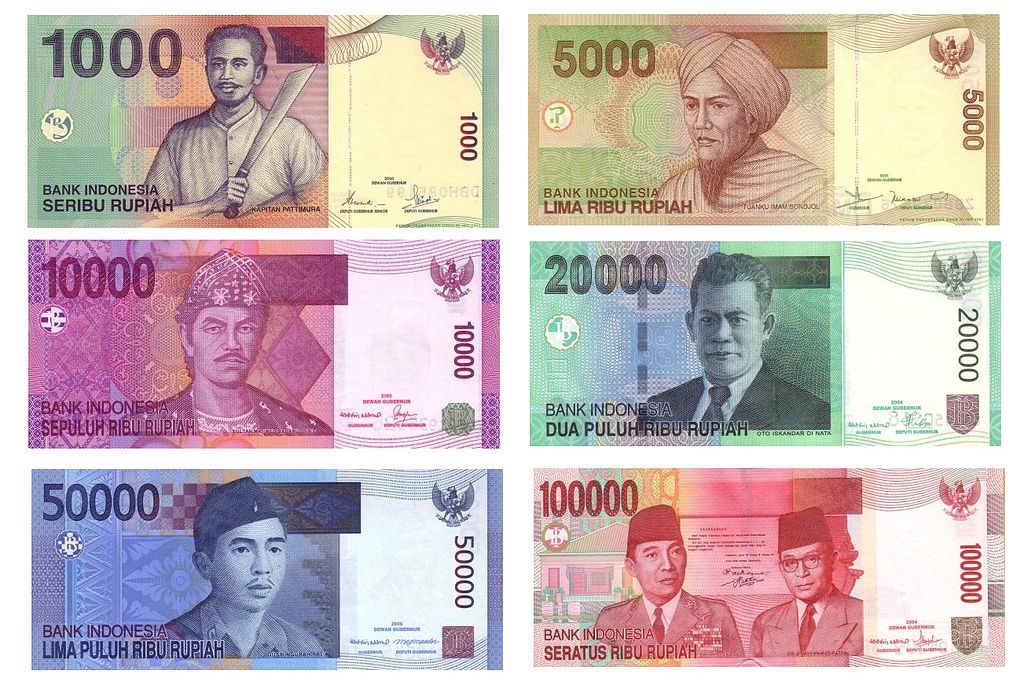 1000
1000
2000
DEWAN GUBERNUR
DEPUTI GUBERNUR SENIOR
DEPUTI GUBERNUR
BANK INDONESIA
SERIBU RUPIAH
KAPITAN PATTIMURA
5000
5000
2001
DEWAN GUBERNUR
GUBERNUR
DEPUTI GUBERNUR
BANK INDONESIA
LIMA RIBU RUPIAH
TUANKU IMAM BONDJOL
10000
10000
2005
DEWAN GUBERNUR
GUBERNUR
DEPUTI GUBERNUR
BANK INDONESIA
SEPULUH RIBU RUPIAH
20000
20000
2004
DEWAN GUBERNUR
GUBERNUR
DEPUTI GUBERNUR
BANK INDONESIA
DUA PULUH RIBU RUPIAH
OTO ISKANDAR DI NATA
50000
50000
2005
DEWAN GUBERNUR
GUBERNUR
DEPUTI GUBERNUR
BANK INDONESIA
LIMA PULUH RIBU RUPIAH
100000
100000
2004
DEWAN GUBERNUR
GUBERNUR
DEPUTI GUBERNUR
BANK INDONESIA
SERATUS RIBU RUPIAH